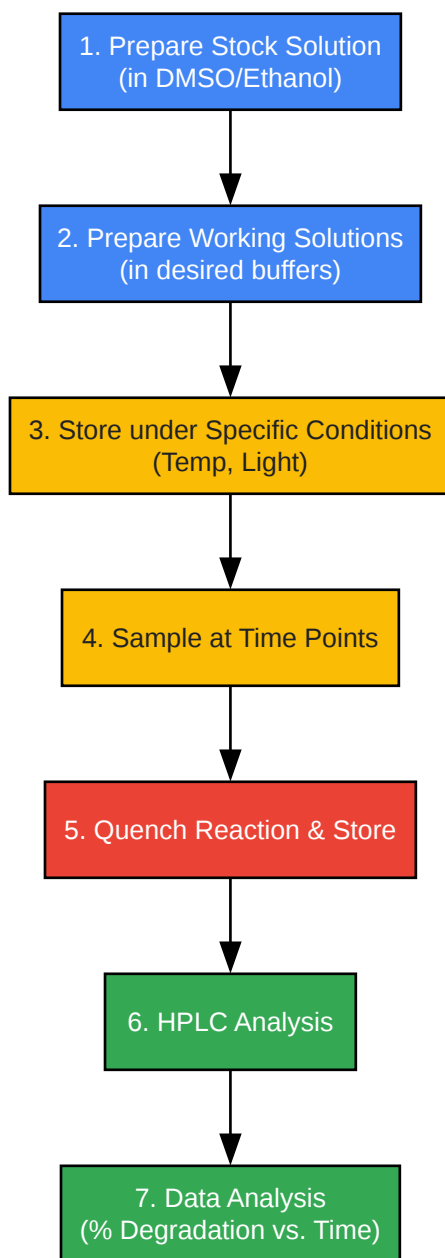 1. Prepare Stock Solution
(in DMSO/Ethanol)
2. Prepare Working Solutions
(in desired buffers)
3. Store under Specific Conditions
(Temp, Light)
4. Sample at Time Points
5. Quench Reaction & Store
6. HPLC Analysis
7. Data Analysis
(% Degradation vs. Time)